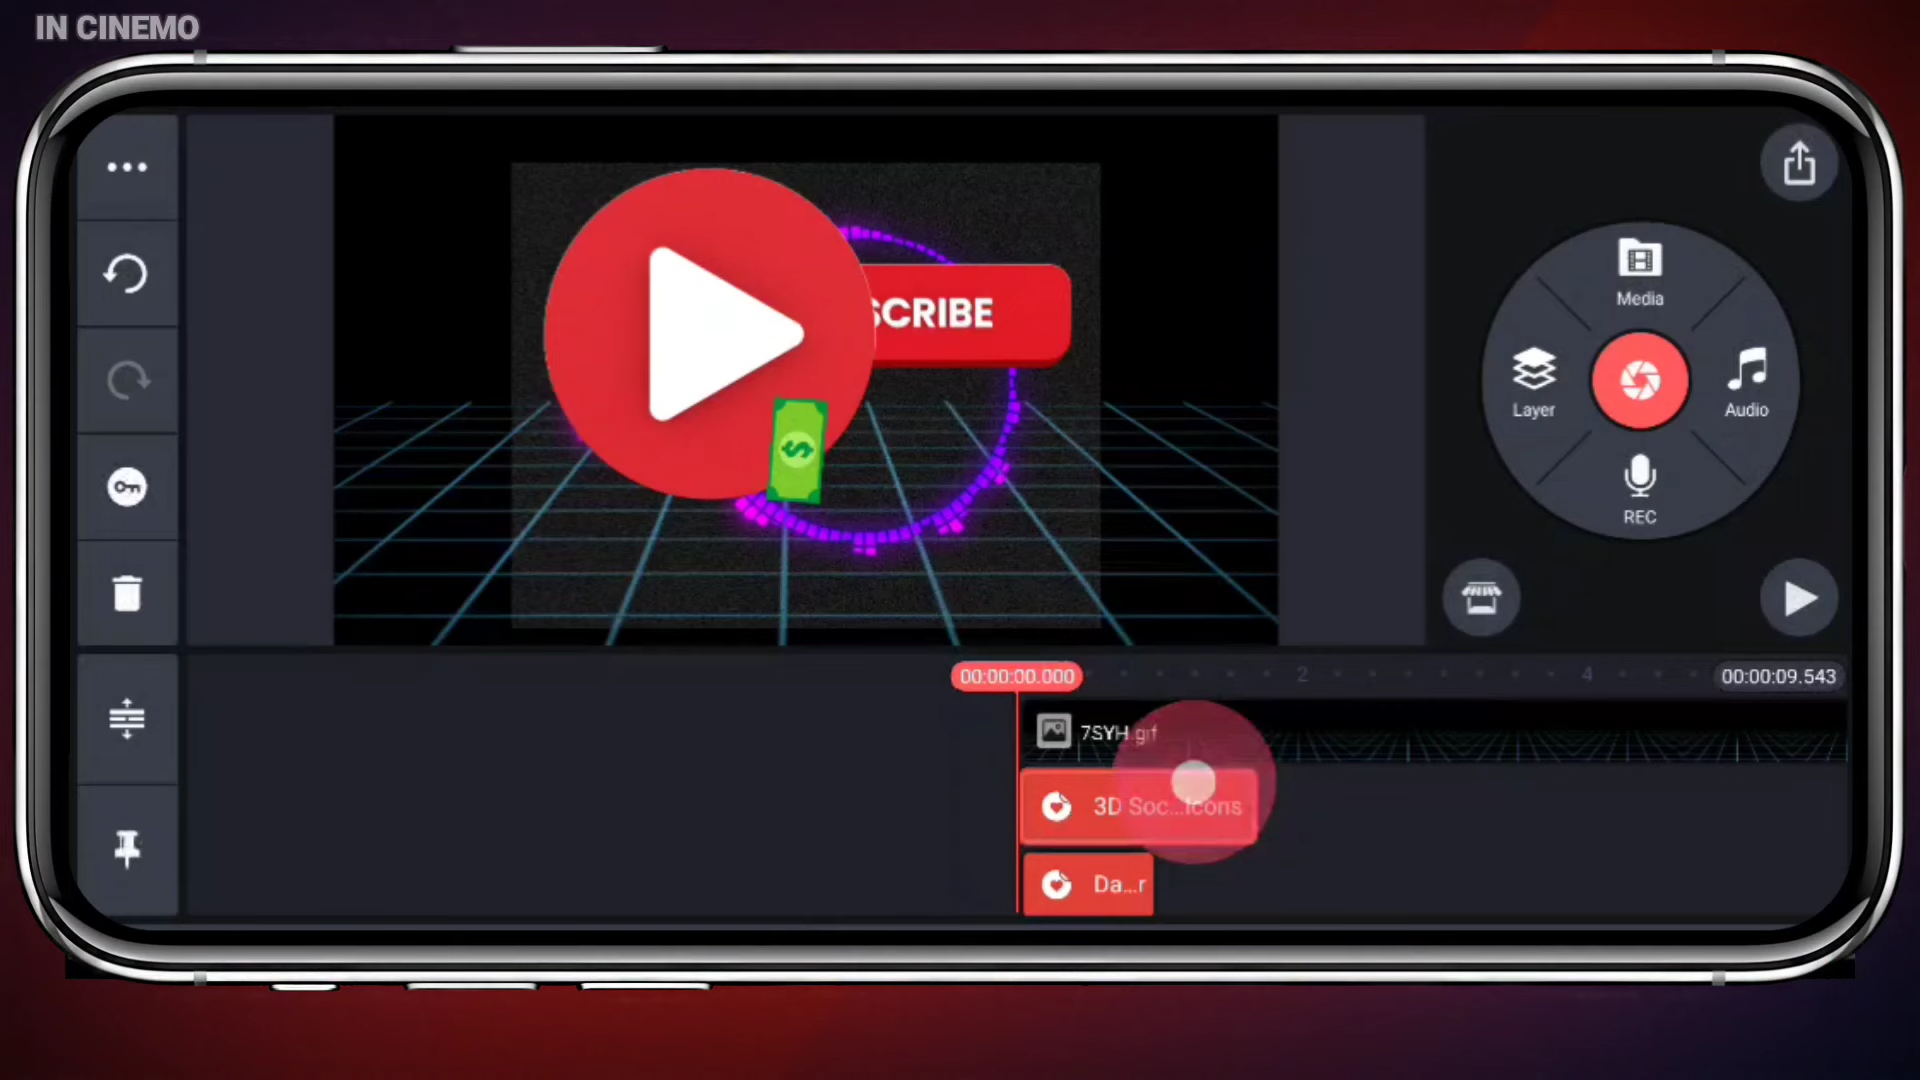 IN CINEMO
SCRIBE
$
Media
Layer
Audio
REC
00:00:00.000
2
4
00:00:09.543
7SYH.gif
3D Soc...Icons
Da...r